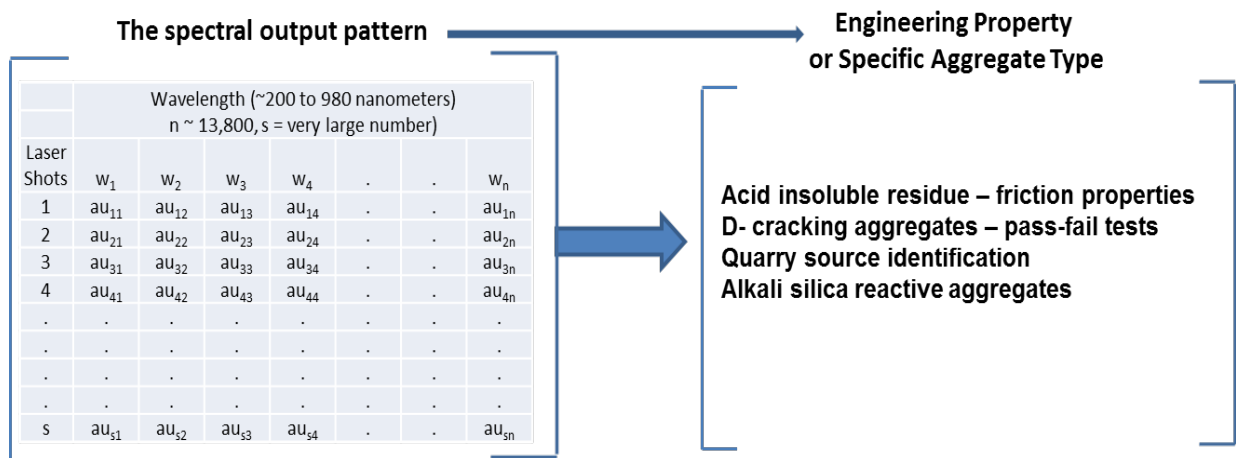 The spectral output pattern
Engineering Property
or Specific Aggregate Type
Wavelength (~200 to 980 nanometers)
n ~ 13,800, s = very large number)
Laser
Shots w₁ w₂ w₃ w₄ . . wₙ
1 au₁₁ au₁₂ au₁₃ au₁₄ . . au₁ₙ
2 au₂₁ au₂₂ au₂₃ au₂₄ . . au₂ₙ
3 au₃₁ au₃₂ au₃₃ au₃₄ . . au₃ₙ
4 au₄₁ au₄₂ au₄₃ au₄₄ . . au₄ₙ
. . . . . . . .
. . . . . . . .
. . . . . . . .
. . . . . . . .
s auₛ₁ auₛ₂ auₛ₃ auₛ₄ . . auₛₙ
Acid insoluble residue – friction properties
D- cracking aggregates – pass-fail tests
Quarry source identification
Alkali silica reactive aggregates